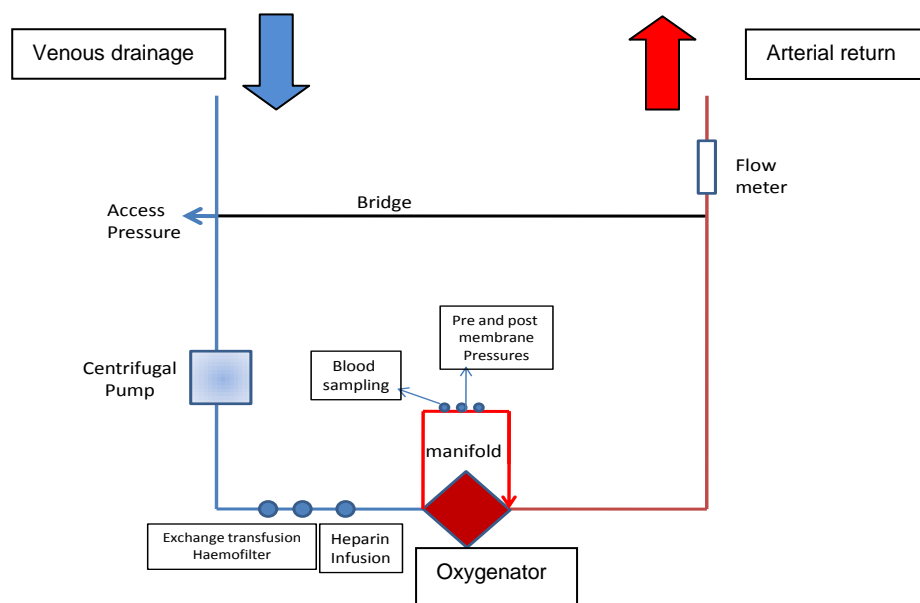 Venous drainage
Arterial return
Flow
meter
Bridge
Access
Pressure
Pre and post
membrane
Pressures
Blood
sampling
Centrifugal
Pump
manifold
Exchange transfusion
Haemofilter
Heparin
Infusion
Oxygenator